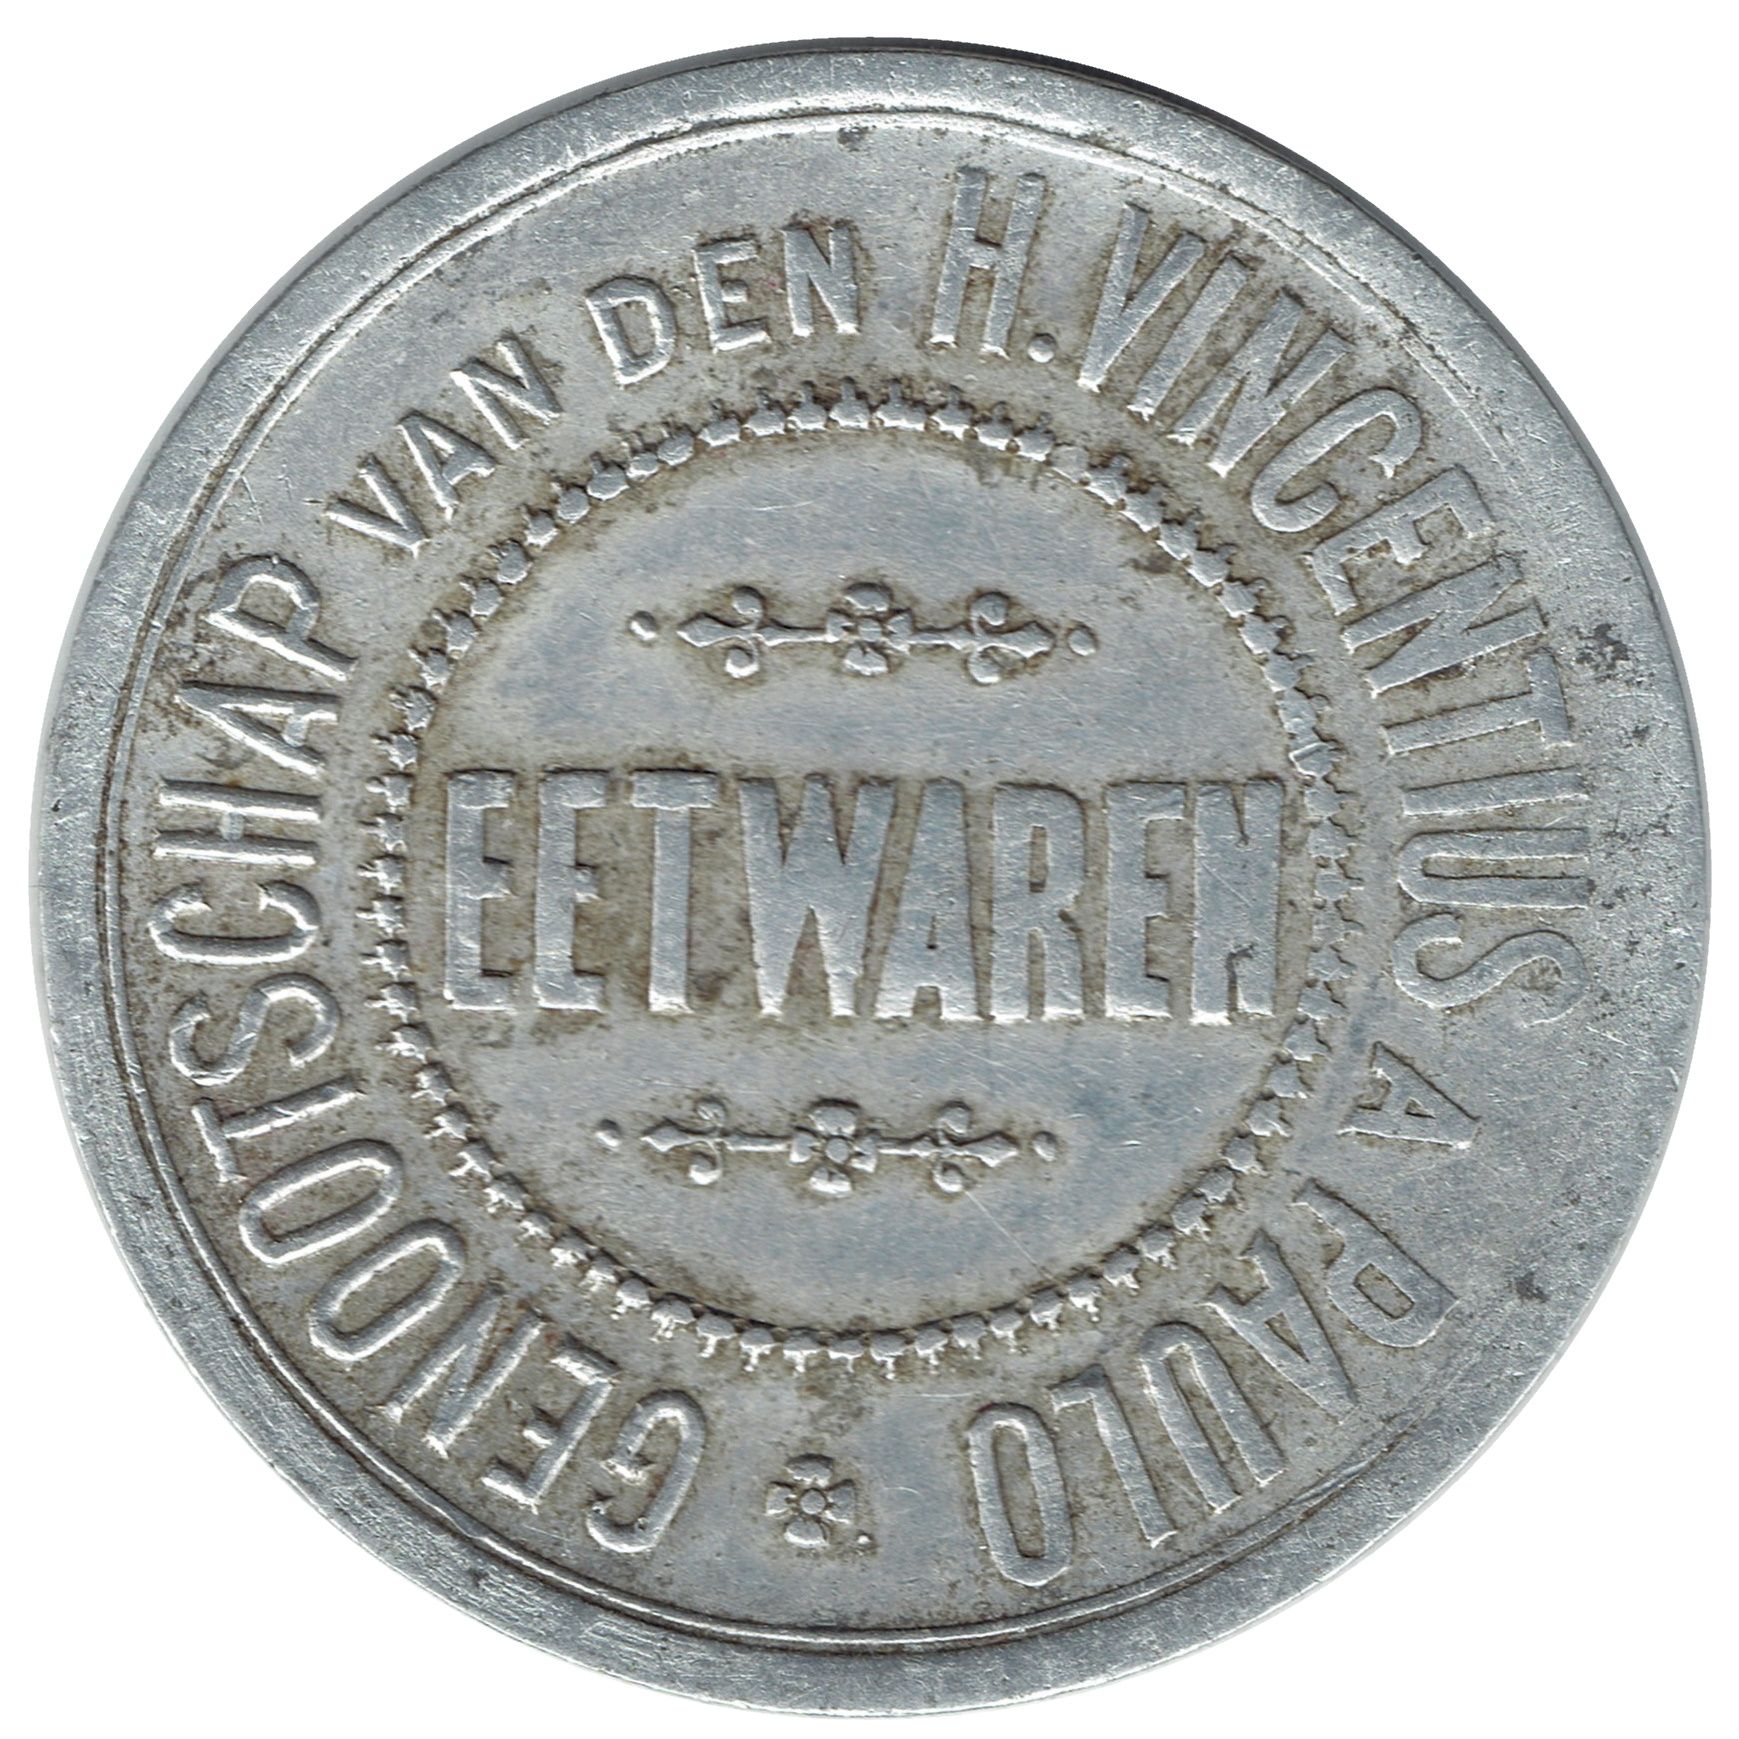 GENOOTSCHAP VAN DEN H. VINCENTIUS A PAULO
EETWAREN